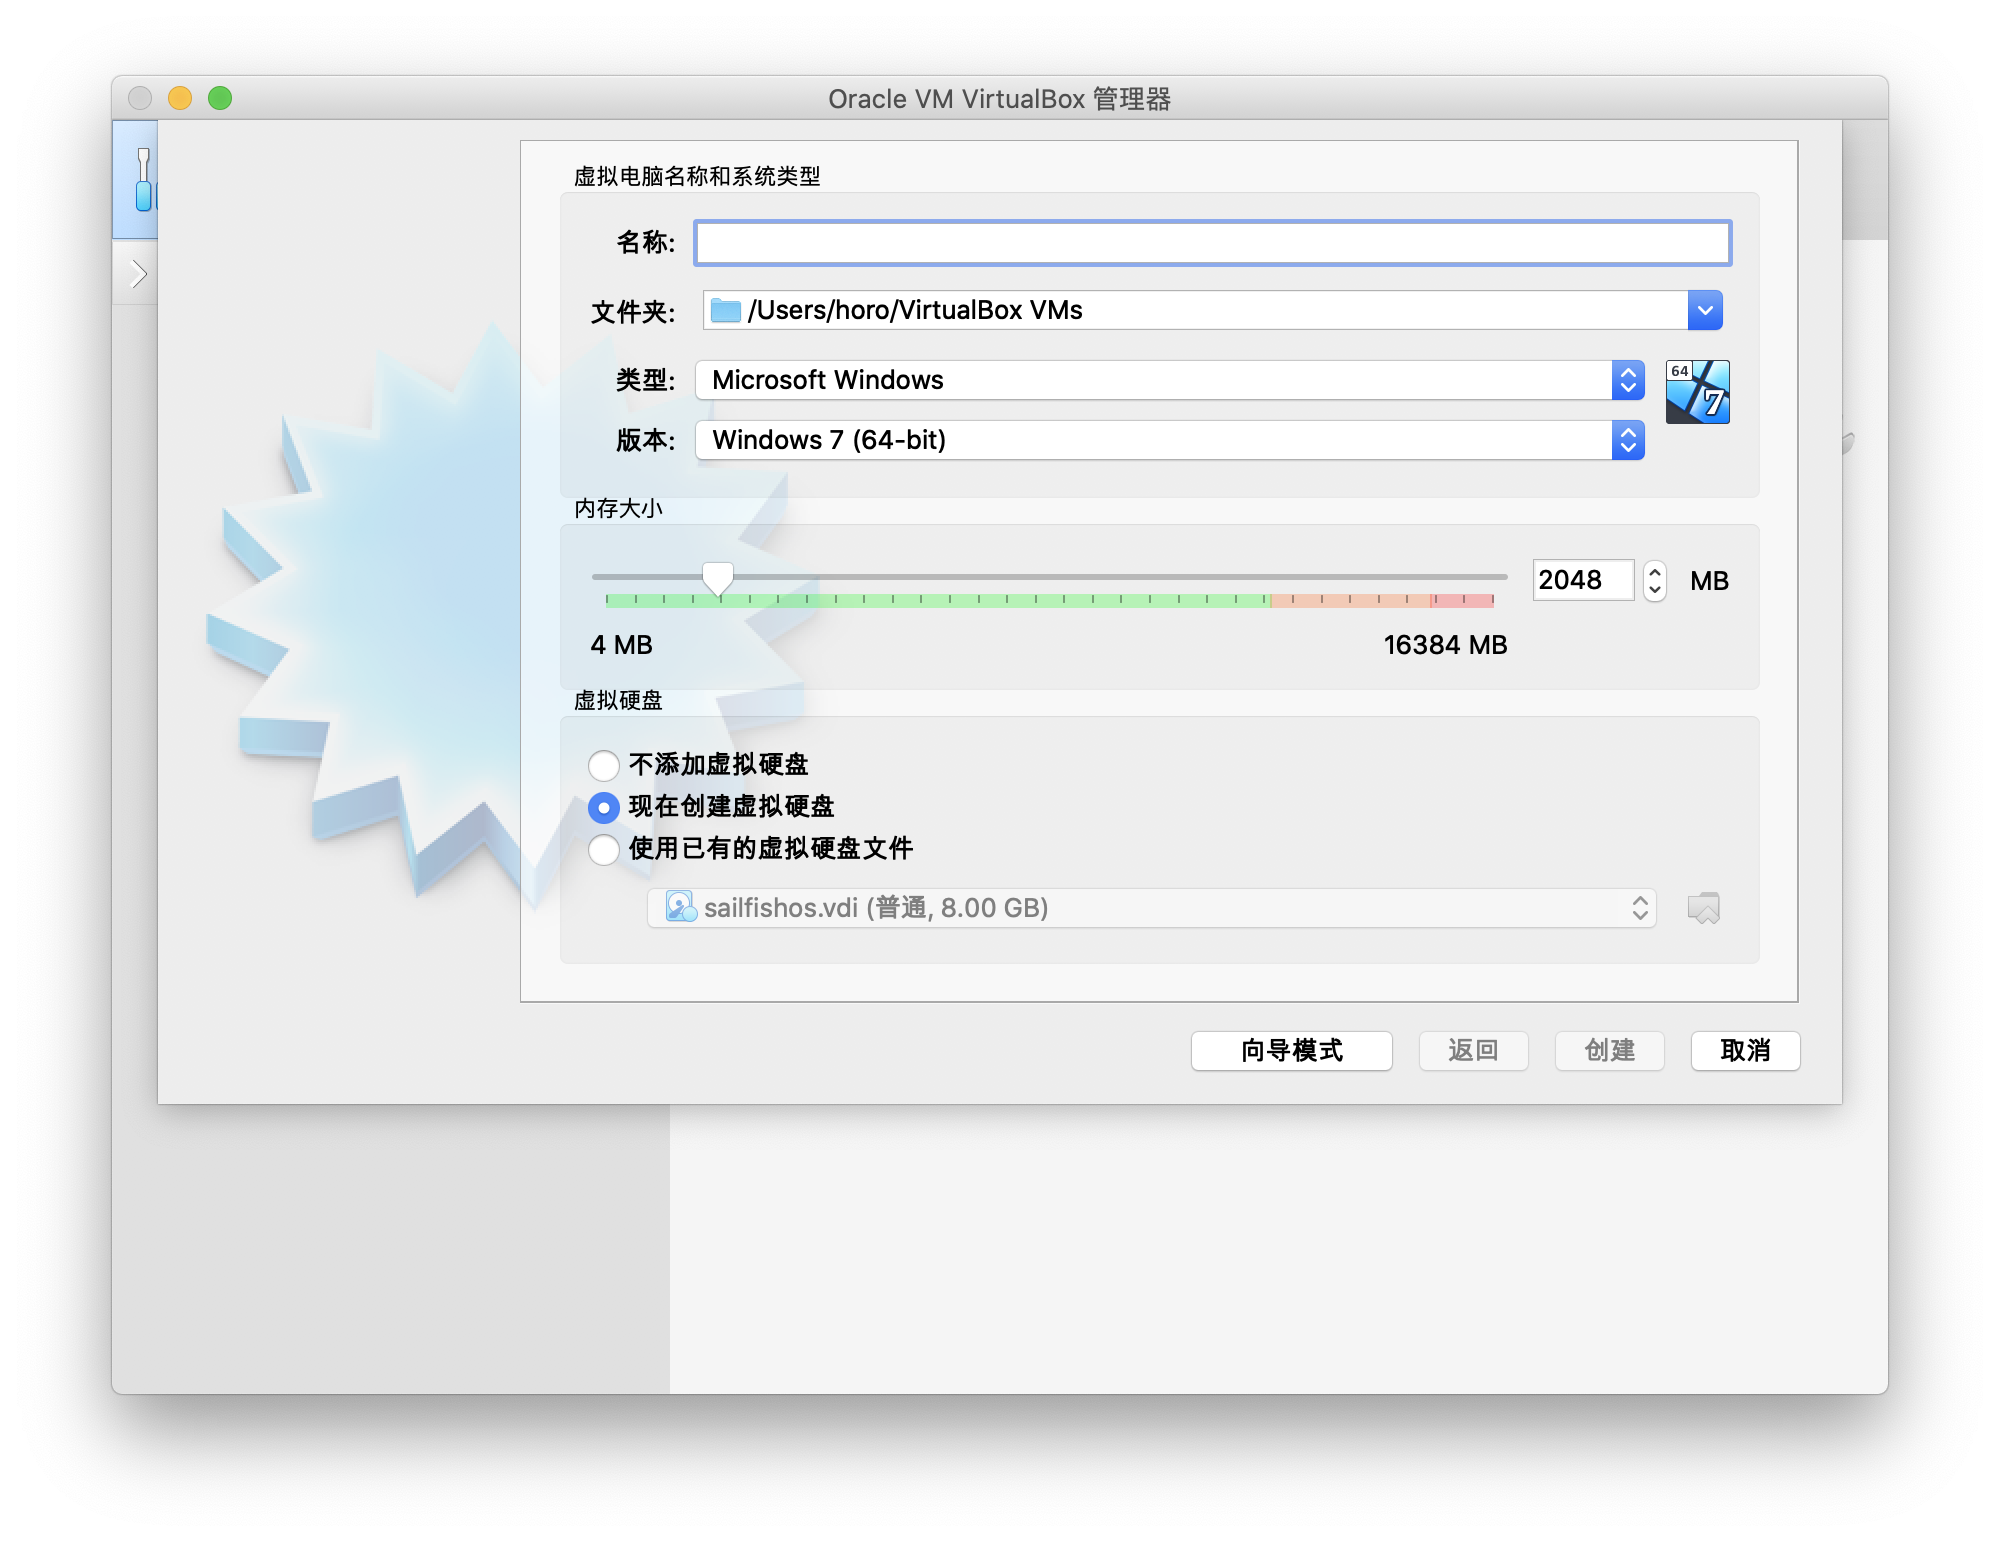 Oracle VM VirtualBox 管理器
虚拟电脑名称和系统类型
名称:
文件夹: /Users/horo/VirtualBox VMs
类型: Microsoft Windows
64
7
版本: Windows 7 (64-bit)
内存大小
2048 MB
4 MB 16384 MB
虚拟硬盘
不添加虚拟硬盘
现在创建虚拟硬盘
使用已有的虚拟硬盘文件
sailfishos.vdi (普通, 8.00 GB)
向导模式 返回 创建 取消